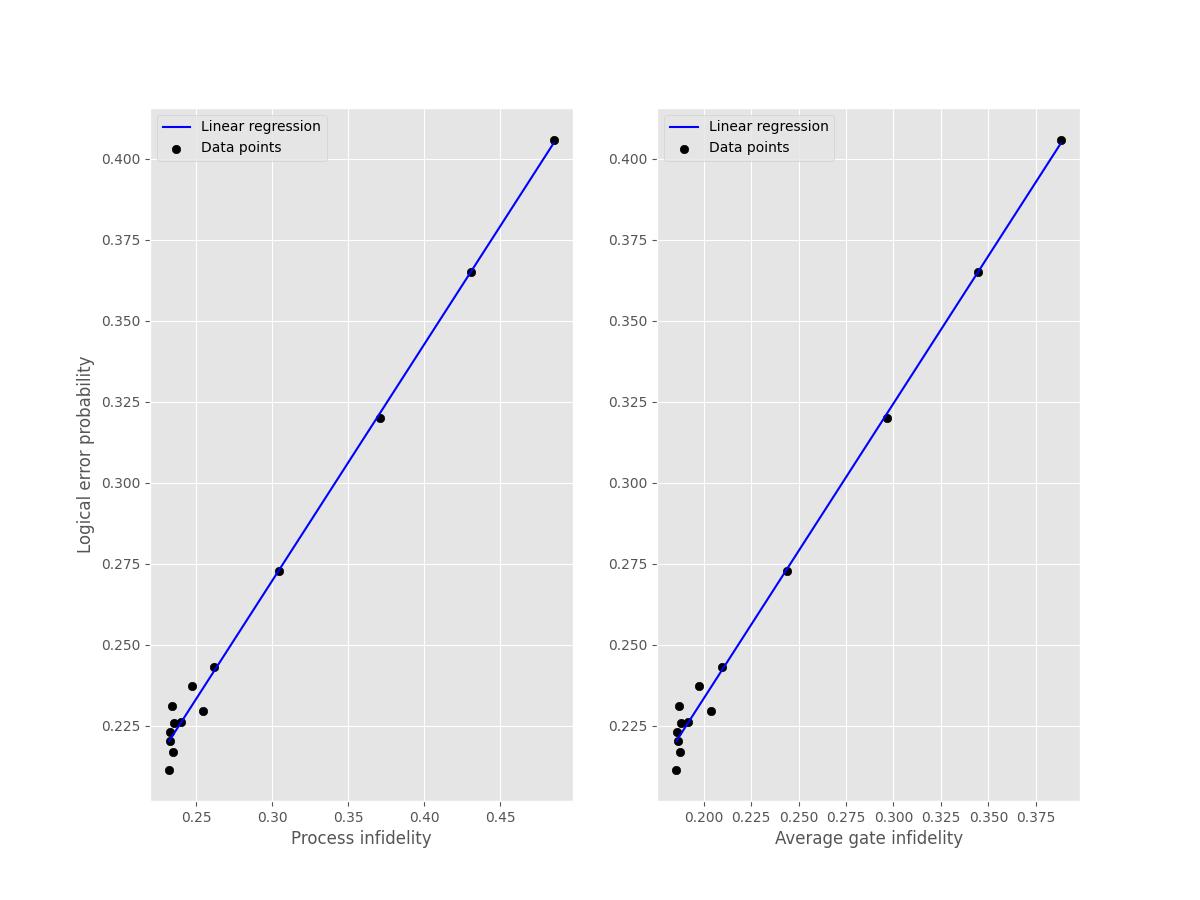 Linear regression
Data points
0.400
0.375
0.350
0.325
0.300
0.275
0.250
0.225
Logical error probability
0.25 0.30 0.35 0.40 0.45
Process infidelity
Linear regression
Data points
0.400
0.375
0.350
0.325
0.300
0.275
0.250
0.225
0.200 0.225 0.250 0.275 0.300 0.325 0.350 0.375
Average gate infidelity